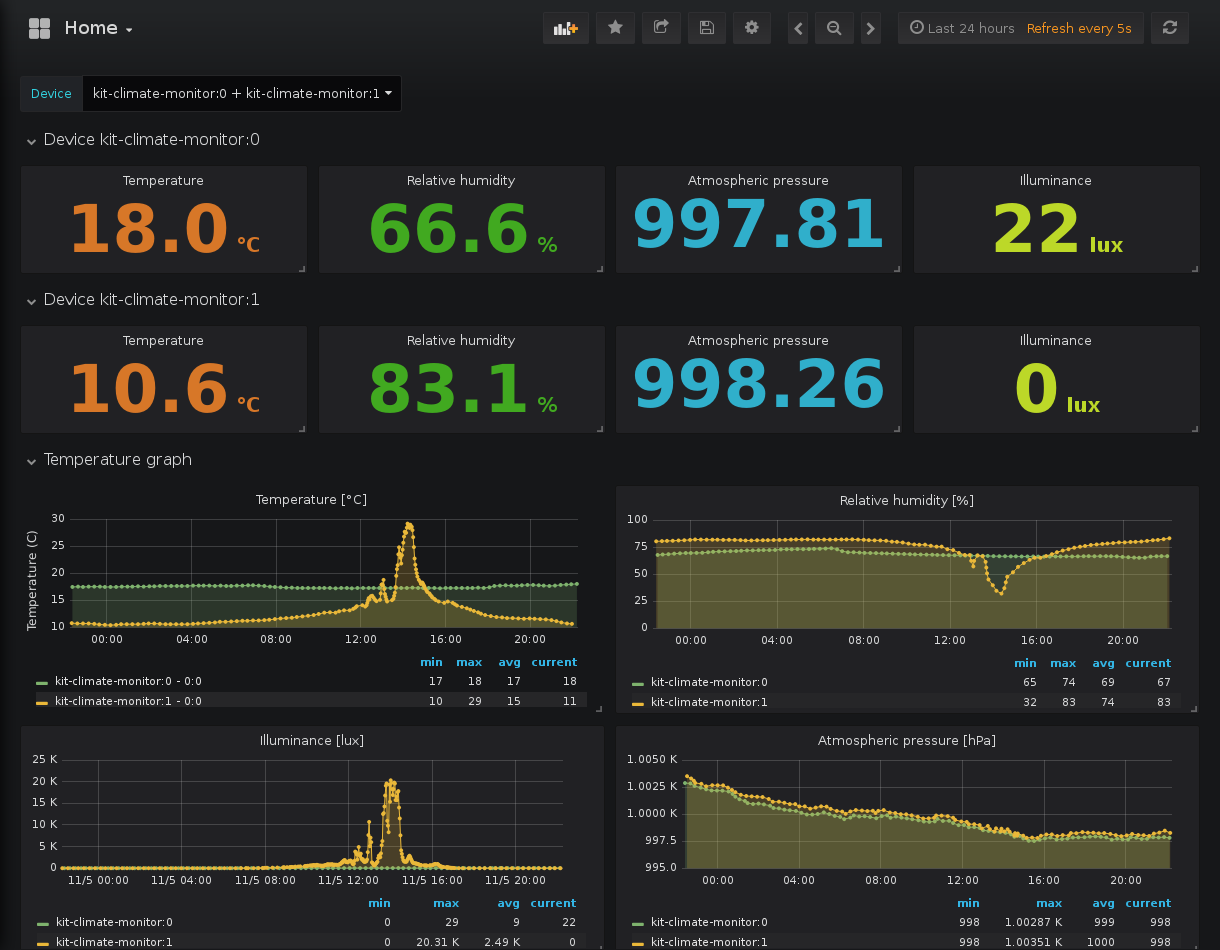 Home
Last 24 hours Refresh every 5s
Device kit-climate-monitor:0 + kit-climate-monitor:1
Device kit-climate-monitor:0
Temperature
18.0 °C
Relative humidity
66.6 %
Atmospheric pressure
997.81
Illuminance
22 lux
Device kit-climate-monitor:1
Temperature
10.6 °C
Relative humidity
83.1 %
Atmospheric pressure
998.26
Illuminance
0 lux
Temperature graph
Temperature [°C]
Temperature (C)
30
25
20
15
10
00:00 04:00 08:00 12:00 16:00 20:00
min max avg current
kit-climate-monitor:0 - 0:0 17 18 17 18
kit-climate-monitor:1 - 0:0 10 29 15 11
Relative humidity [%]
100
75
50
25
0
00:00 04:00 08:00 12:00 16:00 20:00
min max avg current
kit-climate-monitor:0 65 74 69 67
kit-climate-monitor:1 32 83 74 83
Illuminance [lux]
25 K
20 K
15 K
10 K
5 K
0
11/5 00:00 11/5 04:00 11/5 08:00 11/5 12:00 11/5 16:00 11/5 20:00
min max avg current
kit-climate-monitor:0 0 29 9 22
kit-climate-monitor:1 0 20.31 K 2.49 K 0
Atmospheric pressure [hPa]
1.0050 K
1.0025 K
1.0000 K
997.5
995.0
00:00 04:00 08:00 12:00 16:00 20:00
min max avg current
kit-climate-monitor:0 998 1.00287 K 999 998
kit-climate-monitor:1 998 1.00351 K 1000 998